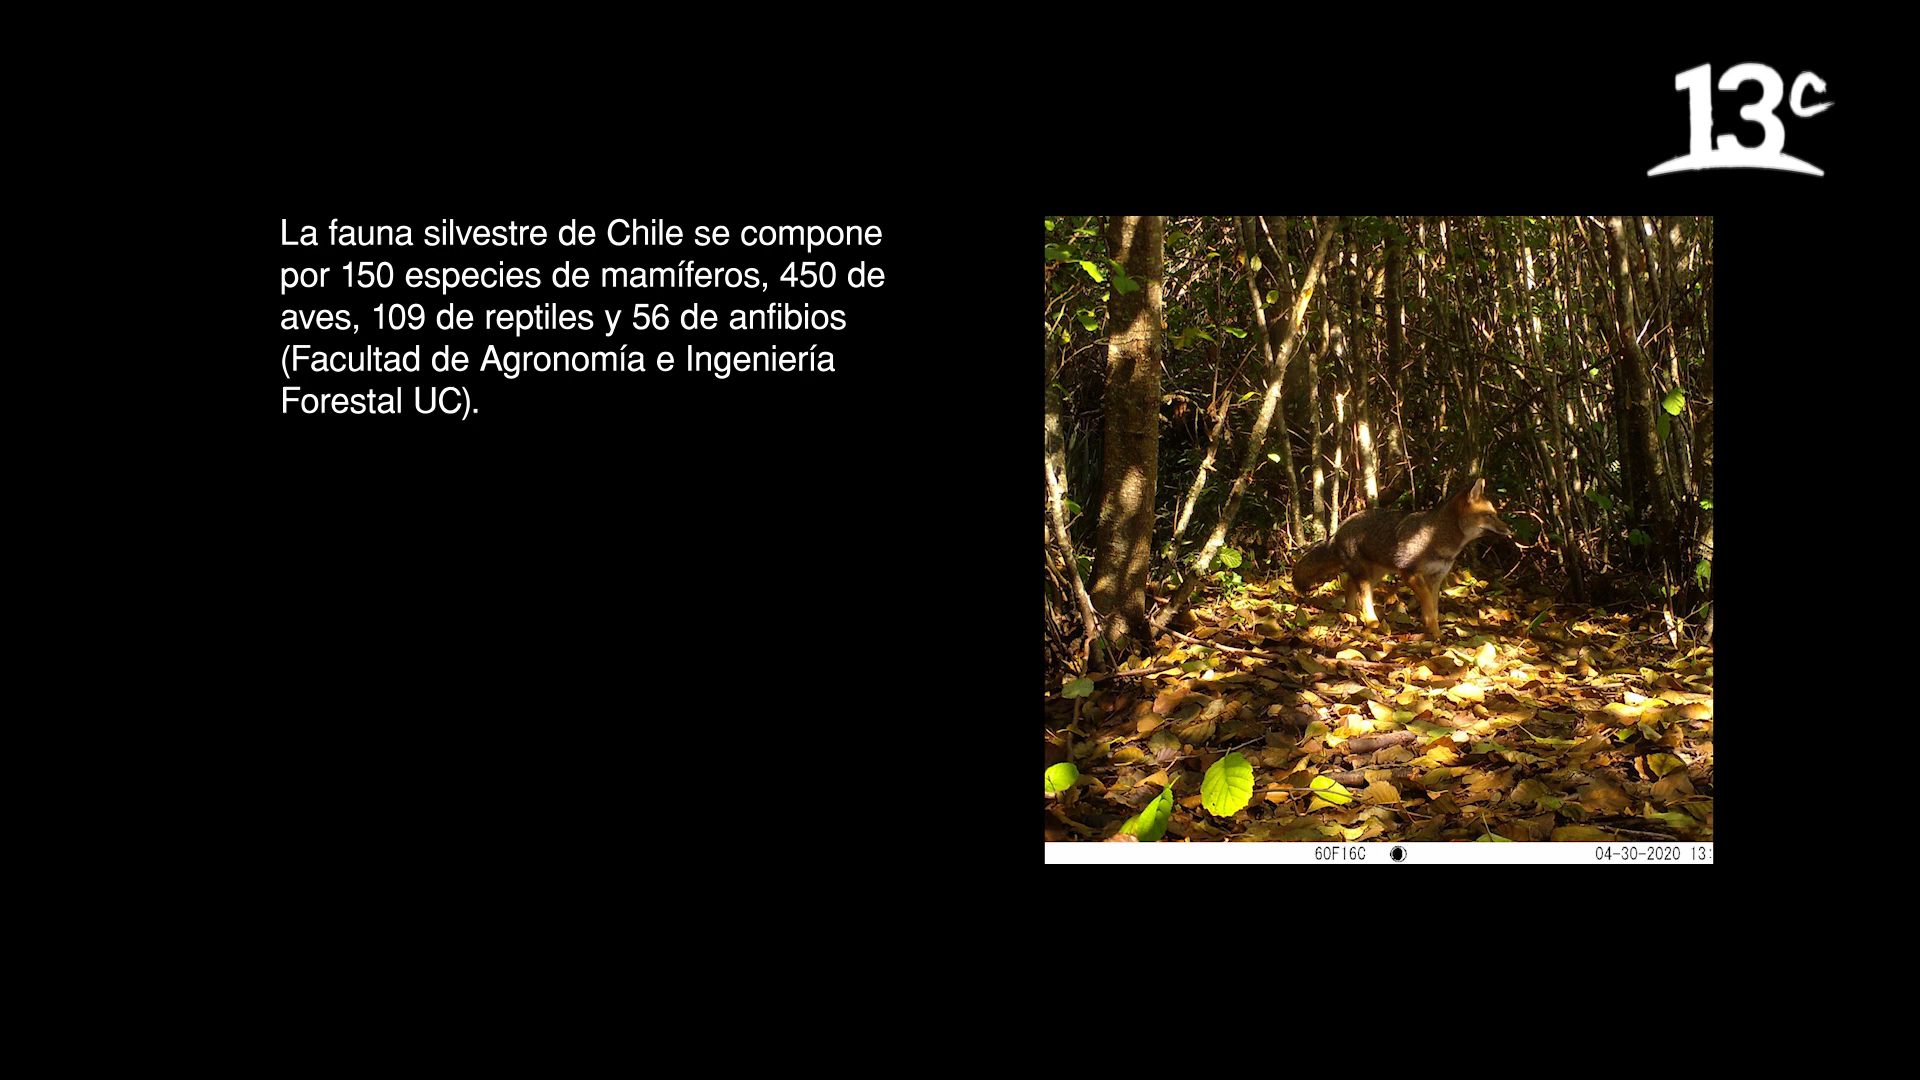 13c
La fauna silvestre de Chile se compone
por 150 especies de mamíferos, 450 de
aves, 109 de reptiles y 56 de anfibios
(Facultad de Agronomía e Ingeniería
Forestal UC).
60F16C 04-30-2020 13: